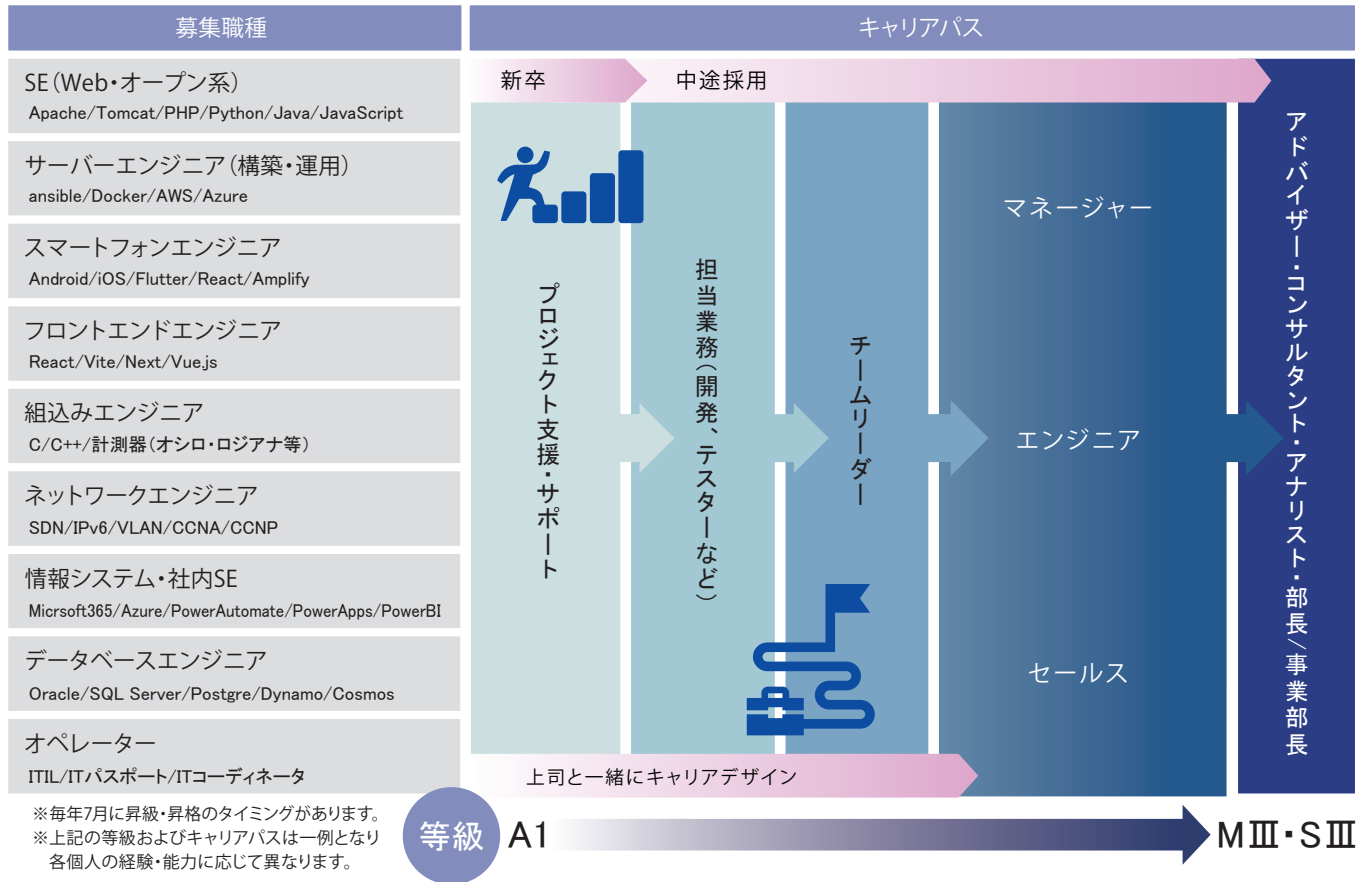 募集職種
SE（Web・オープン系）
Apache/Tomcat/PHP/Python/Java/JavaScript
サーバーエンジニア（構築・運用）
ansible/Docker/AWS/Azure
スマートフォンエンジニア
Android/iOS/Flutter/React/Amplify
フロントエンドエンジニア
React/Vite/Next/Vue.js
組込みエンジニア
C/C++/計測器（オシロ・ロジアナ等）
ネットワークエンジニア
SDN/IPv6/VLAN/CCNA/CCNP
情報システム・社内SE
Micrsoft365/Azure/PowerAutomate/PowerApps/PowerBI
データベースエンジニア
Oracle/SQL Server/Postgre/Dynamo/Cosmos
オペレーター
ITIL/ITパスポート/ITコーディネータ
キャリアパス
新卒
中途採用
プロジェクト支援・サポート
担当業務（開発、テスターなど）
チームリーダー
マネージャー
エンジニア
セールス
アドバイザー・コンサルタント・アナリスト・部長／事業部長
上司と一緒にキャリアデザイン
※毎年7月に昇級・昇格のタイミングがあります。
※上記の等級およびキャリアパスは一例となり
各個人の経験・能力に応じて異なります。
等級
A1
MⅢ・SⅢ